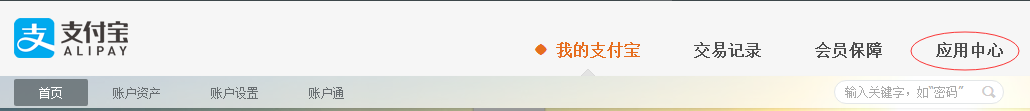 支 支付宝
ALIPAY
我的支付宝 交易记录 会员保障 应用中心
首页 账户资产 账户设置 账户通 输入关键字，如“密码”